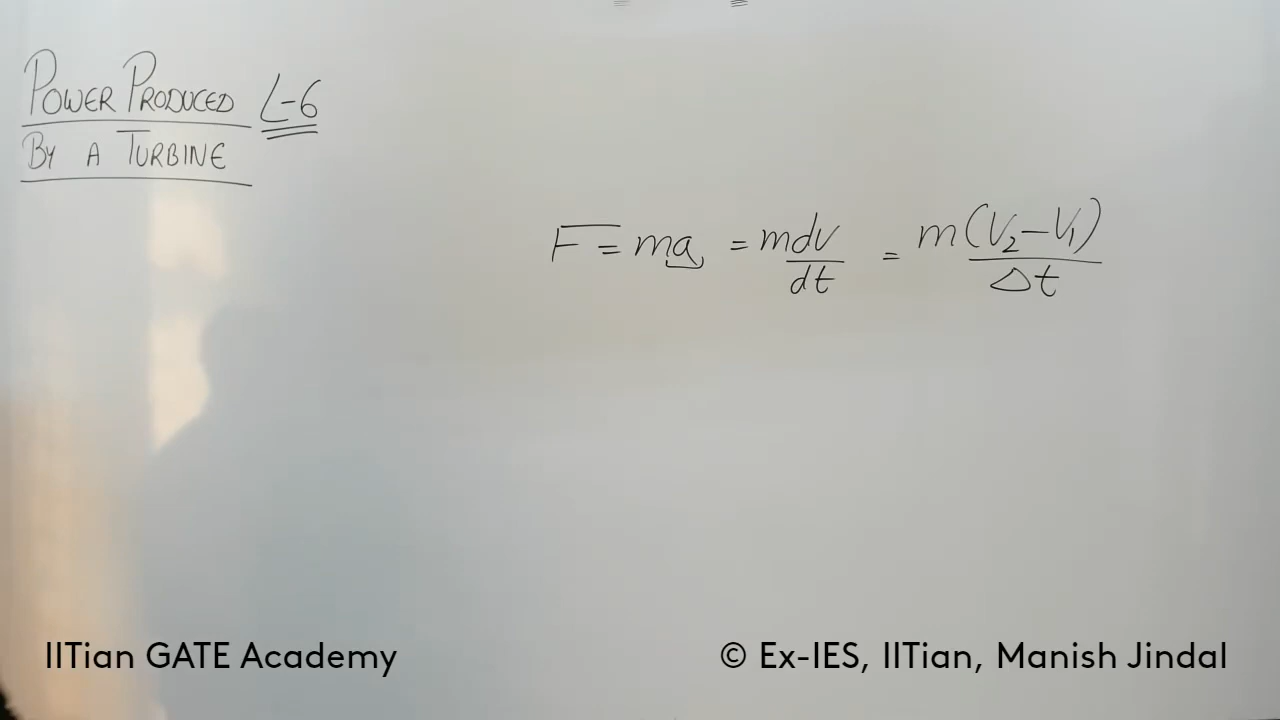 POWER PRODUCED L-6
BY A TURBINE
F = ma = mdv/dt = m(V₂-V₁)/Δt
IITian GATE Academy
© Ex-IES, IITian, Manish Jindal